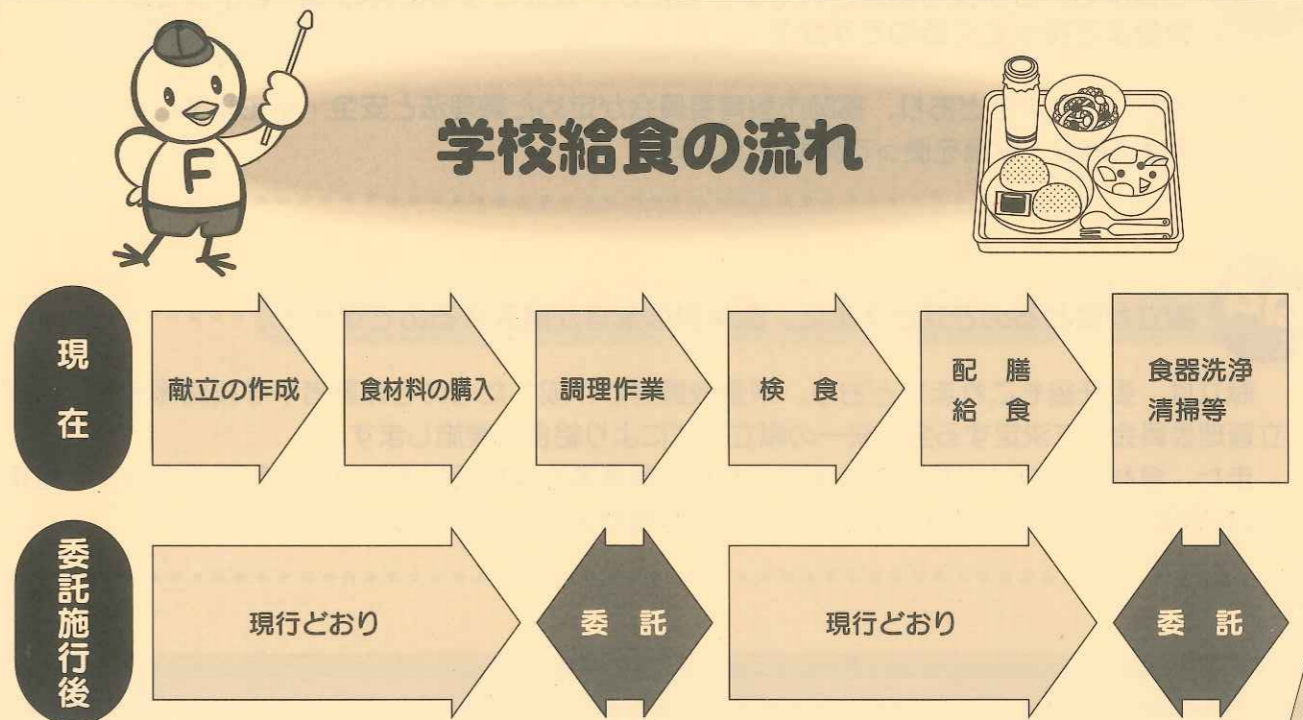 F
学校給食の流れ
現在
献立の作成
食材料の購入
調理作業
検食
配膳
給食
食器洗浄
清掃等
委託施行後
現行どおり
委託
現行どおり
委託